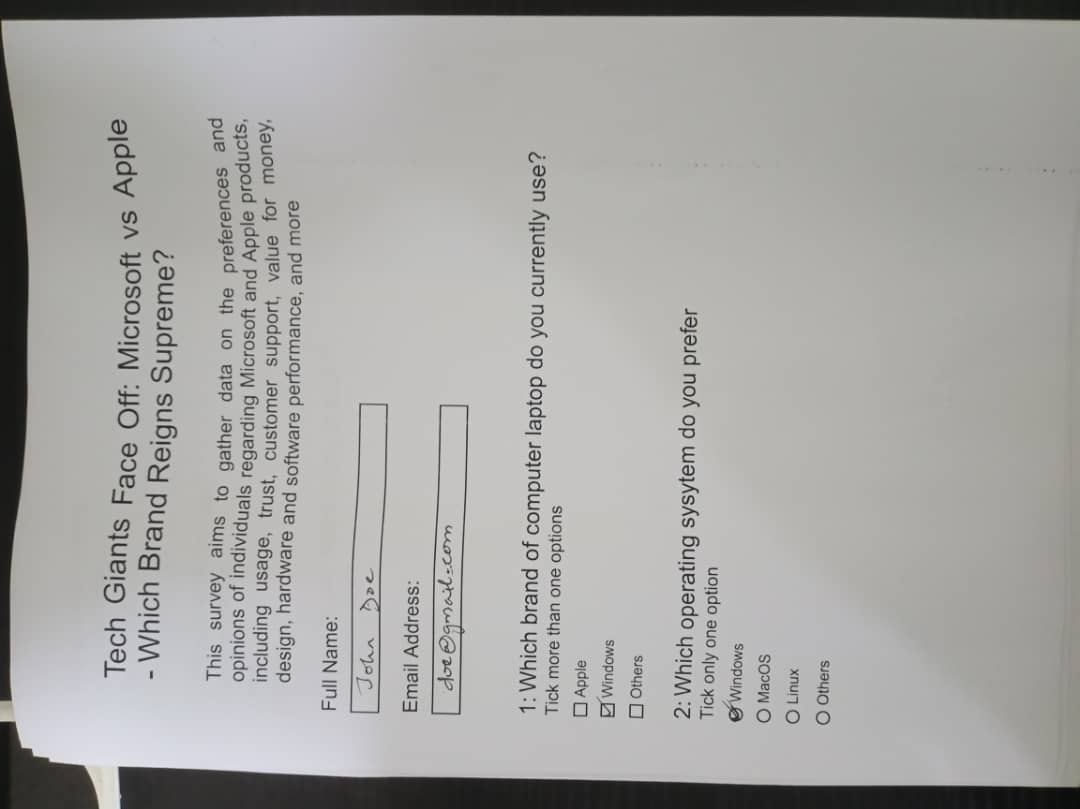 Tech Giants Face Off: Microsoft vs Apple
- Which Brand Reigns Supreme?
This survey aims to gather data on the preferences and
opinions of individuals regarding Microsoft and Apple products,
including usage, trust, customer support, value for money,
design, hardware and software performance, and more
Full Name:
John Doe
Email Address:
doe@gmail.com
1: Which brand of computer laptop do you currently use?
Tick more than one options
☐ Apple
☑ Windows
☐ Others
2: Which operating sysytem do you prefer
Tick only one option
☑ Windows
O MacOS
O Linux
O Others